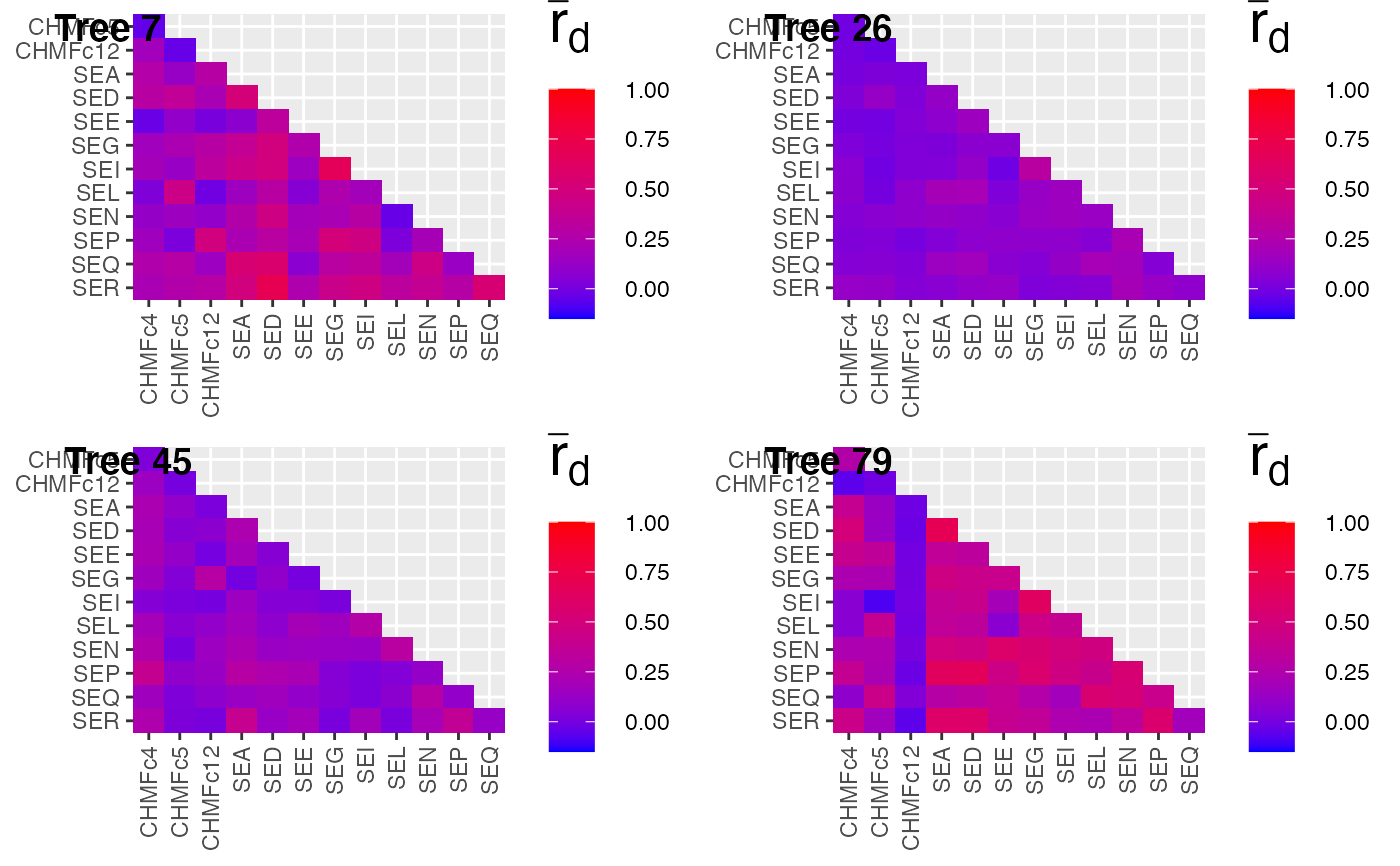 Tree 7
CHMFc5
CHMFc12
SEA
SED
SEE
SEG
SEI
SEL
SEN
SEP
SEQ
SER
CHMFc4
CHMFc5
CHMFc12
SEA
SED
SEE
SEG
SEI
SEL
SEN
SEP
SEQ
r̄d
1.00
0.75
0.50
0.25
0.00
Tree 26
CHMFc5
CHMFc12
SEA
SED
SEE
SEG
SEI
SEL
SEN
SEP
SEQ
SER
CHMFc4
CHMFc5
CHMFc12
SEA
SED
SEE
SEG
SEI
SEL
SEN
SEP
SEQ
r̄d
1.00
0.75
0.50
0.25
0.00
Tree 45
CHMFc5
CHMFc12
SEA
SED
SEE
SEG
SEI
SEL
SEN
SEP
SEQ
SER
CHMFc4
CHMFc5
CHMFc12
SEA
SED
SEE
SEG
SEI
SEL
SEN
SEP
SEQ
r̄d
1.00
0.75
0.50
0.25
0.00
Tree 79
CHMFc5
CHMFc12
SEA
SED
SEE
SEG
SEI
SEL
SEN
SEP
SEQ
SER
CHMFc4
CHMFc5
CHMFc12
SEA
SED
SEE
SEG
SEI
SEL
SEN
SEP
SEQ
r̄d
1.00
0.75
0.50
0.25
0.00